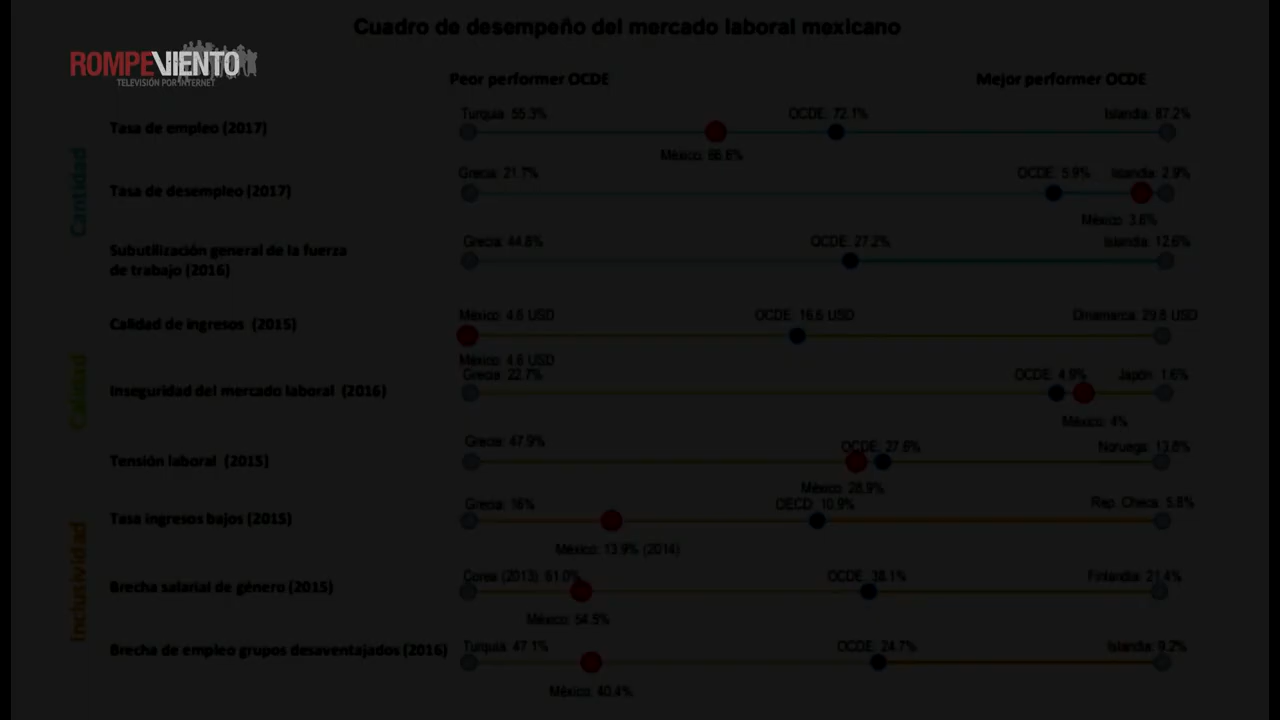 Cuadro de desempeño del mercado laboral mexicano
ROMPEVIENTO
TELEVISIÓN POR INTERNET
Peor performer OCDE
Mejor performer OCDE
Cantidad
Tasa de empleo (2017)
Turquía: 55.3%
OCDE: 72.1%
Islandia: 87.2%
México: 66.6%
Tasa de desempleo (2017)
Grecia: 21.7%
OCDE: 5.9%
Islandia: 2.9%
México: 3.6%
Subutilización general de la fuerza
de trabajo (2016)
Grecia: 44.8%
OCDE: 27.2%
Islandia: 12.6%
Calidad
Calidad de ingresos (2015)
México: 4.6 USD
OCDE: 16.6 USD
Dinamarca: 29.8 USD
México: 4.6 USD
Inseguridad del mercado laboral (2016)
Grecia: 22.7%
OCDE: 4.9%
Japón: 1.6%
México: 4%
Tensión laboral (2015)
Grecia: 47.9%
OCDE: 27.6%
Noruega: 13.8%
México: 28.9%
Inclusividad
Tasa ingresos bajos (2015)
Grecia: 16%
OECD: 10.9%
Rep. Checa: 5.8%
México: 13.9% (2014)
Brecha salarial de género (2015)
Corea (2013): 61.0%
OCDE: 38.1%
Finlandia: 21.4%
México: 54.5%
Brecha de empleo grupos desaventajados (2016)
Turquía: 47.1%
OCDE: 24.7%
Islandia: 9.2%
México: 40.4%